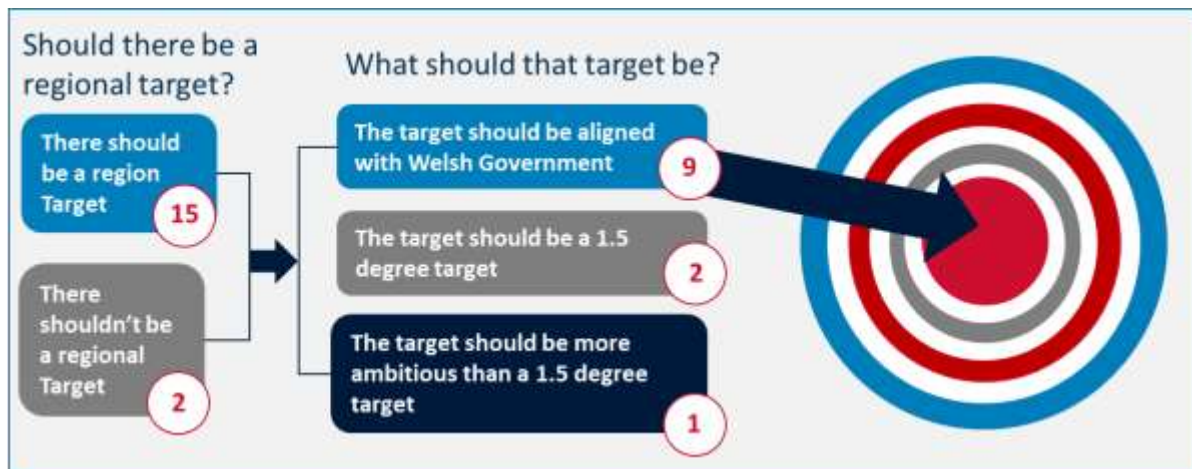 Should there be a
regional target?
There should
be a region
Target
15
There
shouldn't be
a regional
Target
2
What should that target be?
The target should be aligned
with Welsh Government
9
The target should be a 1.5
degree target
2
The target should be more
ambitious than a 1.5 degree
target
1